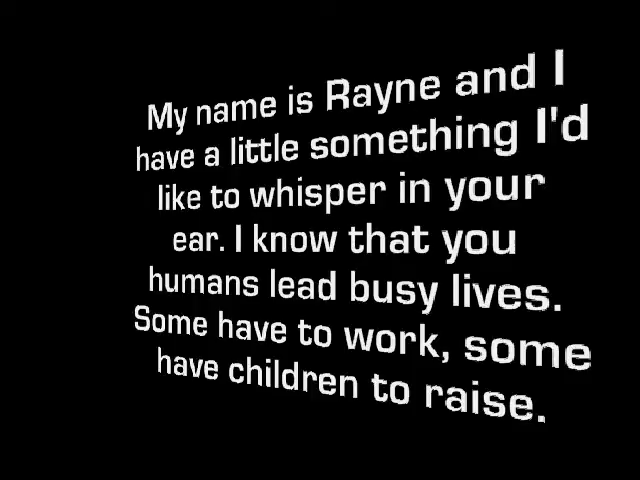 My name is Rayne and I
have a little something I'd
like to whisper in your
ear. I know that you
humans lead busy lives.
Some have to work, some
have children to raise.